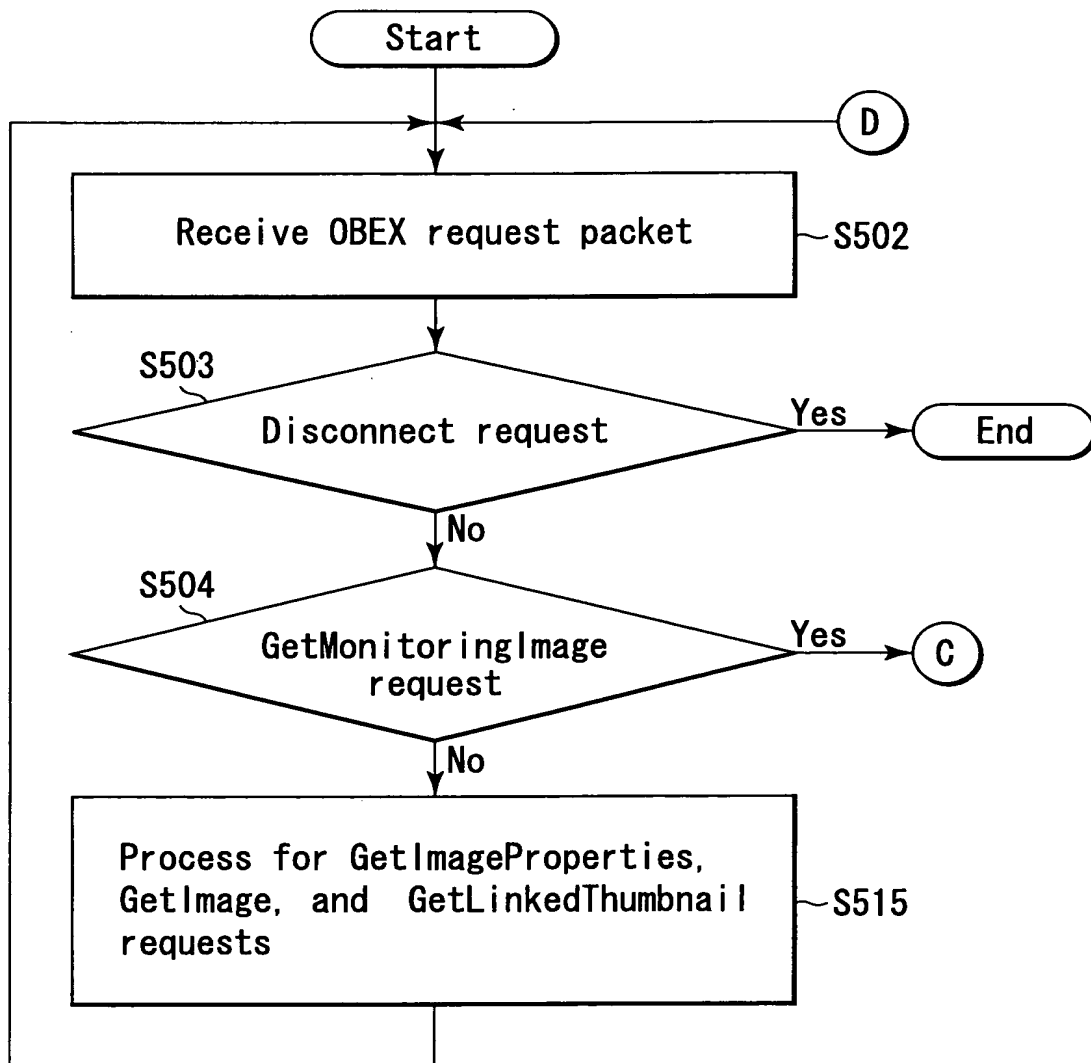 Start
D
Receive OBEX request packet
S502
S503
Disconnect request
Yes
End
No
S504
GetMonitoringImage
request
Yes
C
No
Process for GetImageProperties,
GetImage, and GetLinkedThumbnail
requests
S515